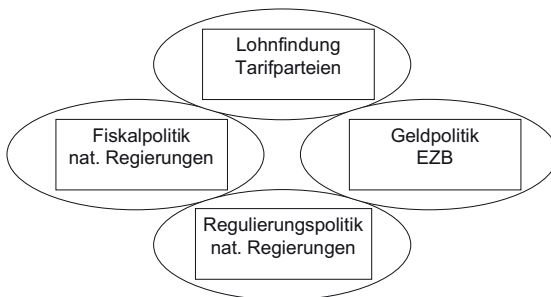 Lohnfindung
Tarifparteien
Fiskalpolitik
nat. Regierungen
Geldpolitik
EZB
Regulierungspolitik
nat. Regierungen